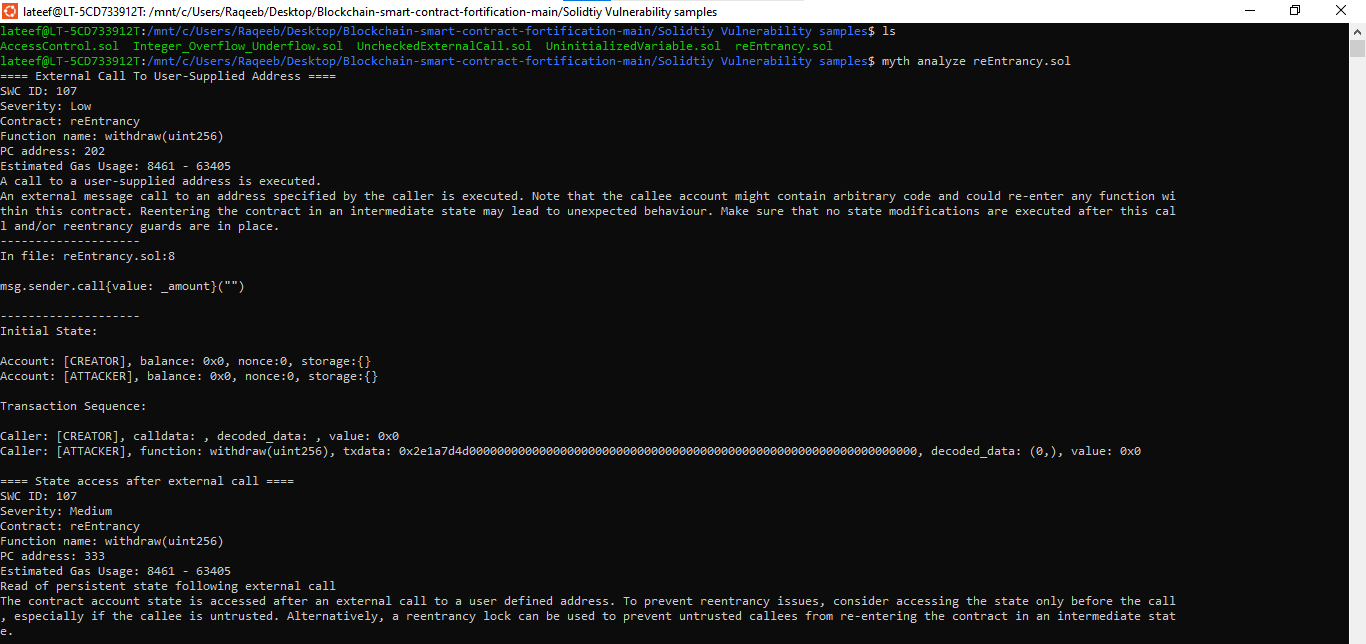 lateef@LT-5CD733912T: /mnt/c/Users/Raqeeb/Desktop/Blockchain-smart-contract-fortification-main/Solidtiy Vulnerability samples
lateef@LT-5CD733912T:/mnt/c/Users/Raqeeb/Desktop/Blockchain-smart-contract-fortification-main/Solidtiy Vulnerability samples$ ls
AccessControl.sol  Integer_Overflow_Underflow.sol  UncheckedExternalCall.sol  UninitializedVariable.sol  reEntrancy.sol
lateef@LT-5CD733912T:/mnt/c/Users/Raqeeb/Desktop/Blockchain-smart-contract-fortification-main/Solidtiy Vulnerability samples$ myth analyze reEntrancy.sol
==== External Call To User-Supplied Address ====
SWC ID: 107
Severity: Low
Contract: reEntrancy
Function name: withdraw(uint256)
PC address: 202
Estimated Gas Usage: 8461 - 63405
A call to a user-supplied address is executed.
An external message call to an address specified by the caller is executed. Note that the callee account might contain arbitrary code and could re-enter any function wi
thin this contract. Reentering the contract in an intermediate state may lead to unexpected behaviour. Make sure that no state modifications are executed after this cal
l and/or reentrancy guards are in place.
--------------------
In file: reEntrancy.sol:8
msg.sender.call{value: _amount}("")
--------------------
Initial State:
Account: [CREATOR], balance: 0x0, nonce:0, storage:{}
Account: [ATTACKER], balance: 0x0, nonce:0, storage:{}
Transaction Sequence:
Caller: [CREATOR], calldata: , decoded_data: , value: 0x0
Caller: [ATTACKER], function: withdraw(uint256), txdata: 0x2e1a7d4d0000000000000000000000000000000000000000000000000000000000000000, decoded_data: (0,), value: 0x0
==== State access after external call ====
SWC ID: 107
Severity: Medium
Contract: reEntrancy
Function name: withdraw(uint256)
PC address: 333
Estimated Gas Usage: 8461 - 63405
Read of persistent state following external call
The contract account state is accessed after an external call to a user defined address. To prevent reentrancy issues, consider accessing the state only before the call
, especially if the callee is untrusted. Alternatively, a reentrancy lock can be used to prevent untrusted callees from re-entering the contract in an intermediate stat
e.